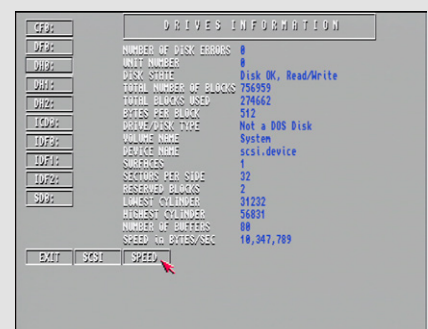 DRIVES INFORMATION
CF0:
DF0:
DH0:
DH1:
DH2:
ICD0:
IDF0:
IDF1:
IDF2:
SD0:
NUMBER OF DISK ERRORS 0
UNIT NUMBER 0
DISK STATE Disk OK, Read/Write
TOTAL NUMBER OF BLOCKS 756959
TOTAL BLOCKS USED 274662
BYTES PER BLOCK 512
DRIVE/DISK TYPE Not a DOS Disk
VOLUME NAME System
DEVICE NAME scsi.device
SURFACES 1
SECTORS PER SIDE 32
RESERVED BLOCKS 2
LOWEST CYLINDER 31232
HIGHEST CYLINDER 56831
NUMBER OF BUFFERS 80
SPEED in BYTES/SEC 10,347,789
EXIT SCSI SPEED